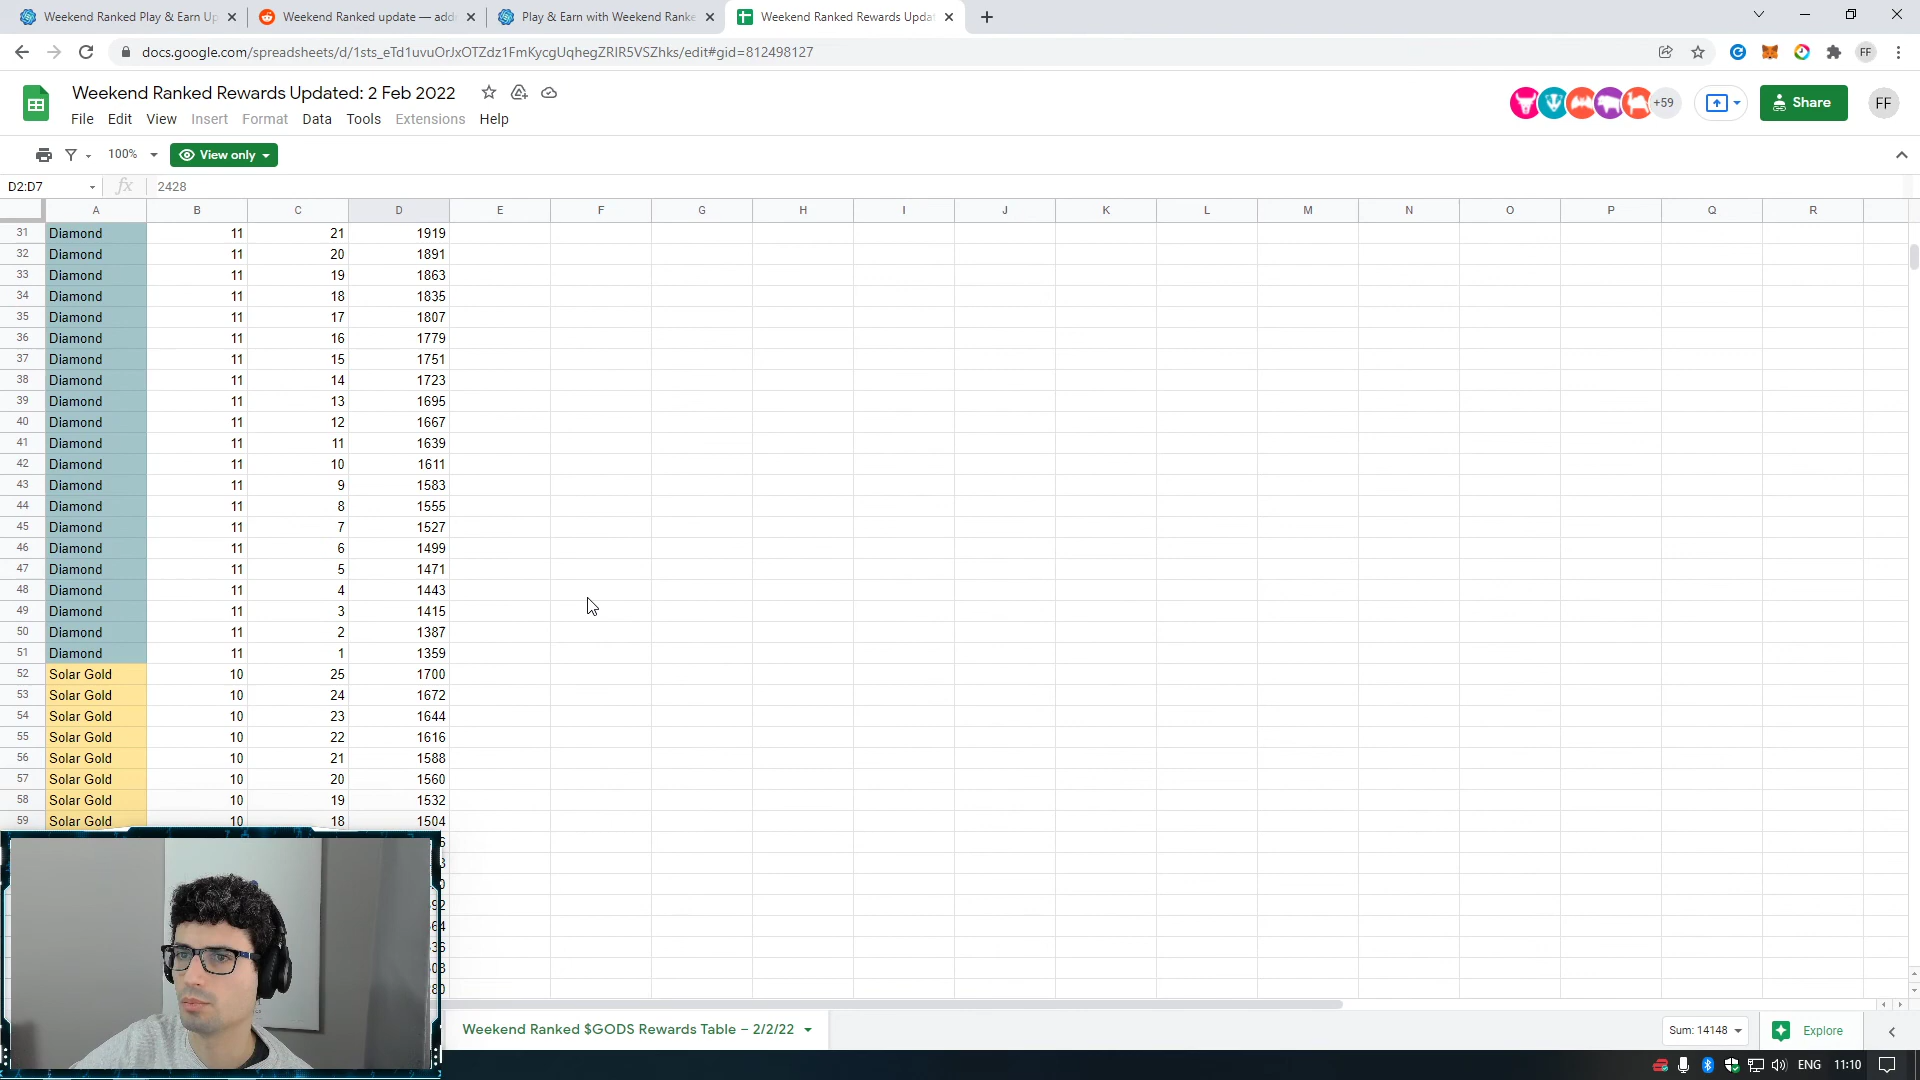 Weekend Ranked Play & Earn Up
Weekend Ranked update — add
Play & Earn with Weekend Ranke
Weekend Ranked Rewards Updat
docs.google.com/spreadsheets/d/1sts_eTd1uvuOrJxOTZdz1FmKycgUqhegZRlR5VSZhks/edit#gid=812498127
FF
Weekend Ranked Rewards Updated: 2 Feb 2022
File Edit View Insert Format Data Tools Extensions Help
+59
Share
FF
100%
View only
D2:D7
fx
2428
A B C D E F G H I J K L M N O P Q R
31 Diamond 11 21 1919
32 Diamond 11 20 1891
33 Diamond 11 19 1863
34 Diamond 11 18 1835
35 Diamond 11 17 1807
36 Diamond 11 16 1779
37 Diamond 11 15 1751
38 Diamond 11 14 1723
39 Diamond 11 13 1695
40 Diamond 11 12 1667
41 Diamond 11 11 1639
42 Diamond 11 10 1611
43 Diamond 11 9 1583
44 Diamond 11 8 1555
45 Diamond 11 7 1527
46 Diamond 11 6 1499
47 Diamond 11 5 1471
48 Diamond 11 4 1443
49 Diamond 11 3 1415
50 Diamond 11 2 1387
51 Diamond 11 1 1359
52 Solar Gold 10 25 1700
53 Solar Gold 10 24 1672
54 Solar Gold 10 23 1644
55 Solar Gold 10 22 1616
56 Solar Gold 10 21 1588
57 Solar Gold 10 20 1560
58 Solar Gold 10 19 1532
59 Solar Gold 10 18 1504
Weekend Ranked $GODS Rewards Table – 2/2/22
Sum: 14148
Explore
ENG
11:10